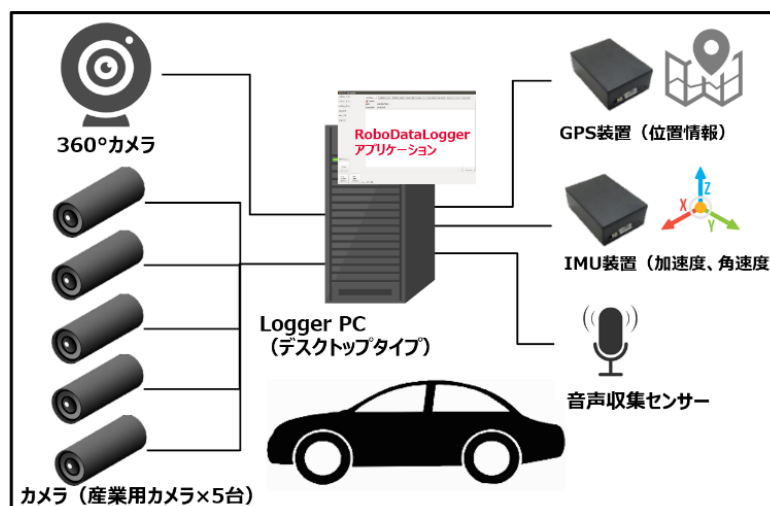 360°カメラ
RoboDataLogger
アプリケーション
GPS装置（位置情報）
X
Z
Y
IMU装置（加速度、角速度
Logger PC
（デスクトップタイプ）
音声収集センサー
カメラ（産業用カメラ×5台）